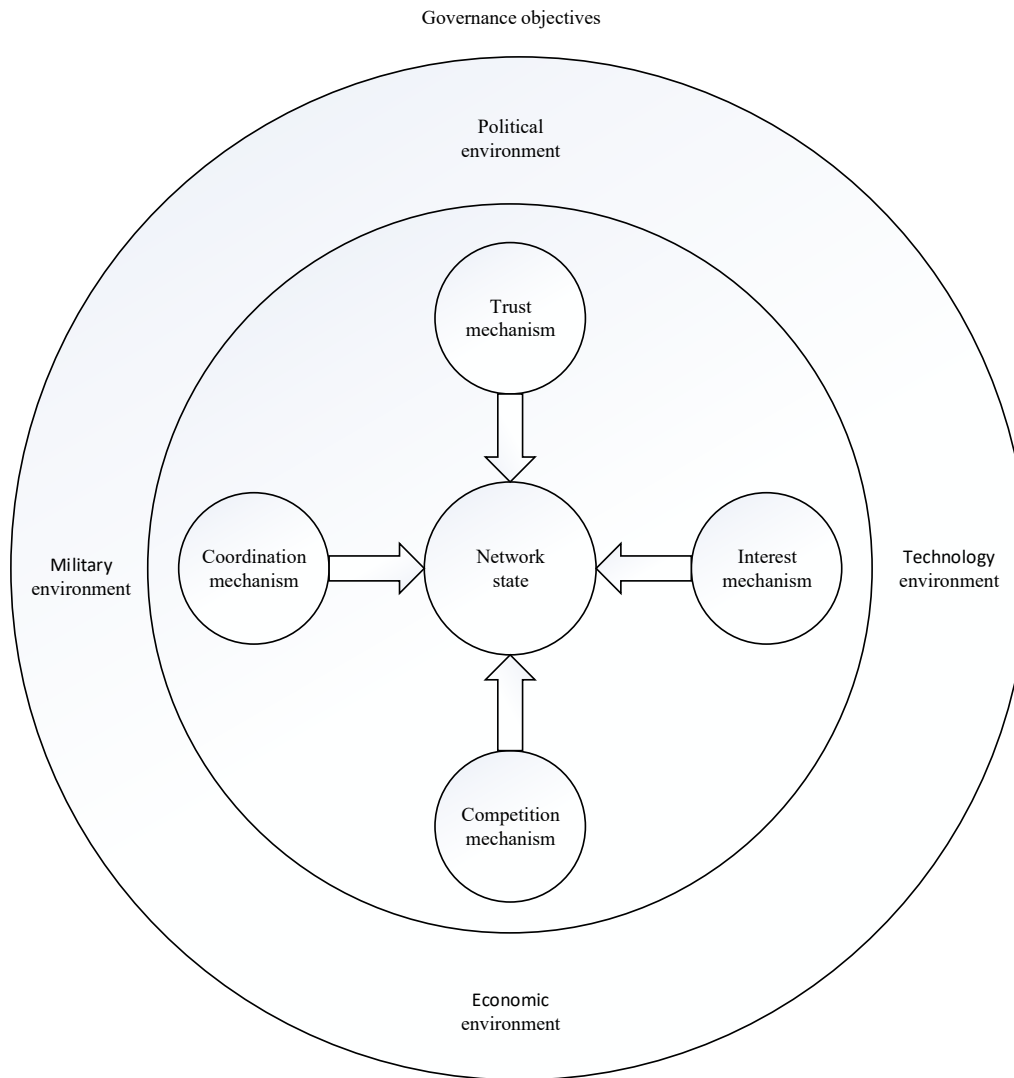 Governance objectives
Political
environment
Trust
mechanism
Military
environment
Coordination
mechanism
Network
state
Interest
mechanism
Technology
environment
Competition
mechanism
Economic
environment